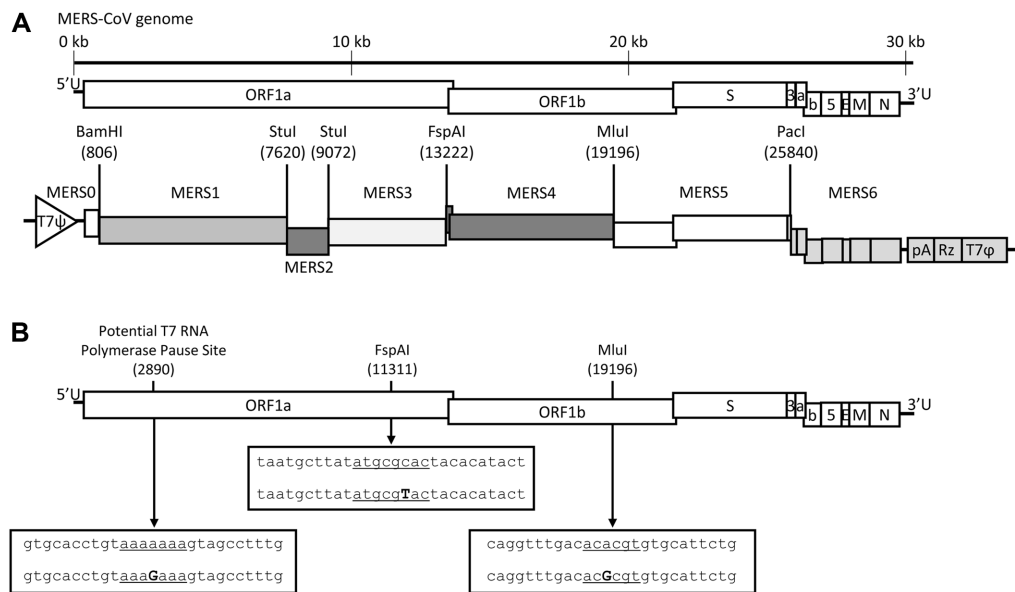 A
MERS-CoV genome
0 kb 10 kb 20 kb 30 kb
5’U ORF1a ORF1b S 3 a b 5 E M N 3’U
BamHI StuI StuI FspAI MluI PacI
(806) (7620) (9072) (13222) (19196) (25840)
MERS0 MERS1 MERS3 MERS4 MERS5 MERS6
T7ψ
MERS2
pA Rz T7φ
B
Potential T7 RNA
Polymerase Pause Site FspAI MluI
(2890) (11311) (19196)
5’U ORF1a ORF1b S 3 a b 5 E M N 3’U
taatgcttatatgcgcactacacatact
taatgcttatatgcgTactacacatact
gtgcacctgtaaaaaaagtagcctttg
gtgcacctgtaaaGaaagtagcctttg
caggtttgacacacgtgtgcattctg
caggtttgacacGcgtgtgcattctg